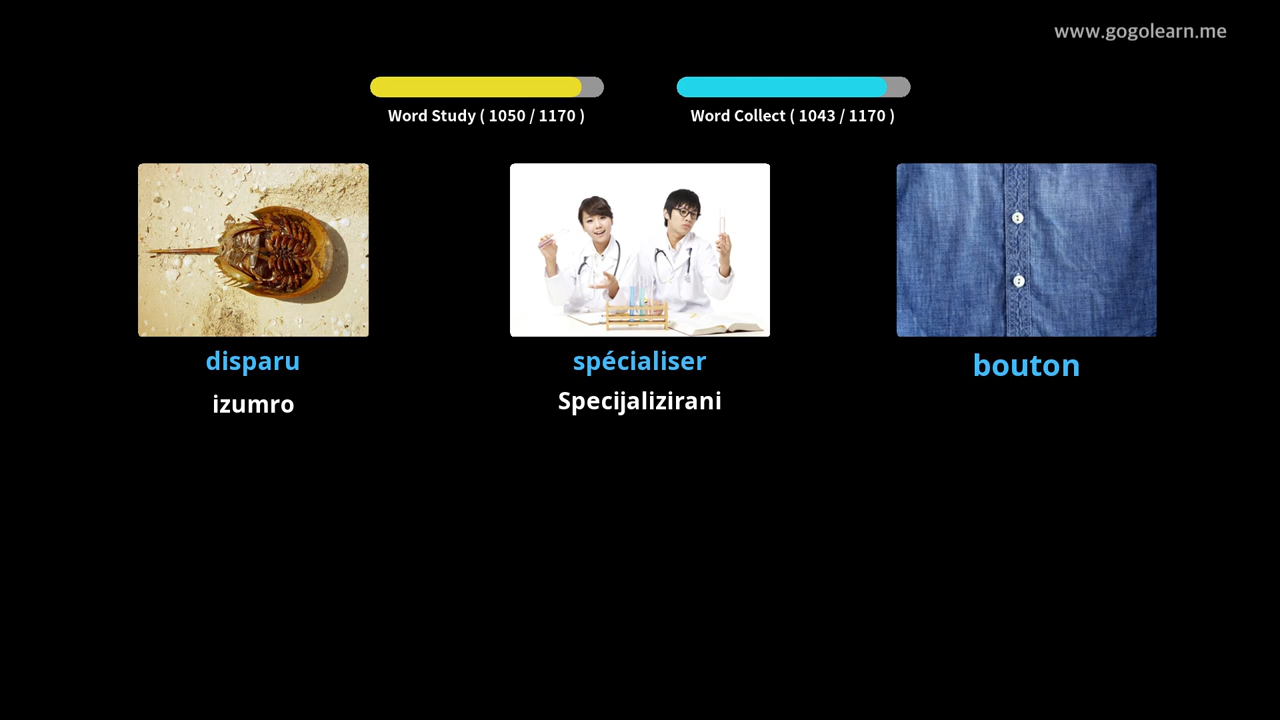 www.gogolearn.me
Word Study ( 1050 / 1170 )
Word Collect ( 1043 / 1170 )
disparu
izumro
spécialiser
Specijalizirani
bouton